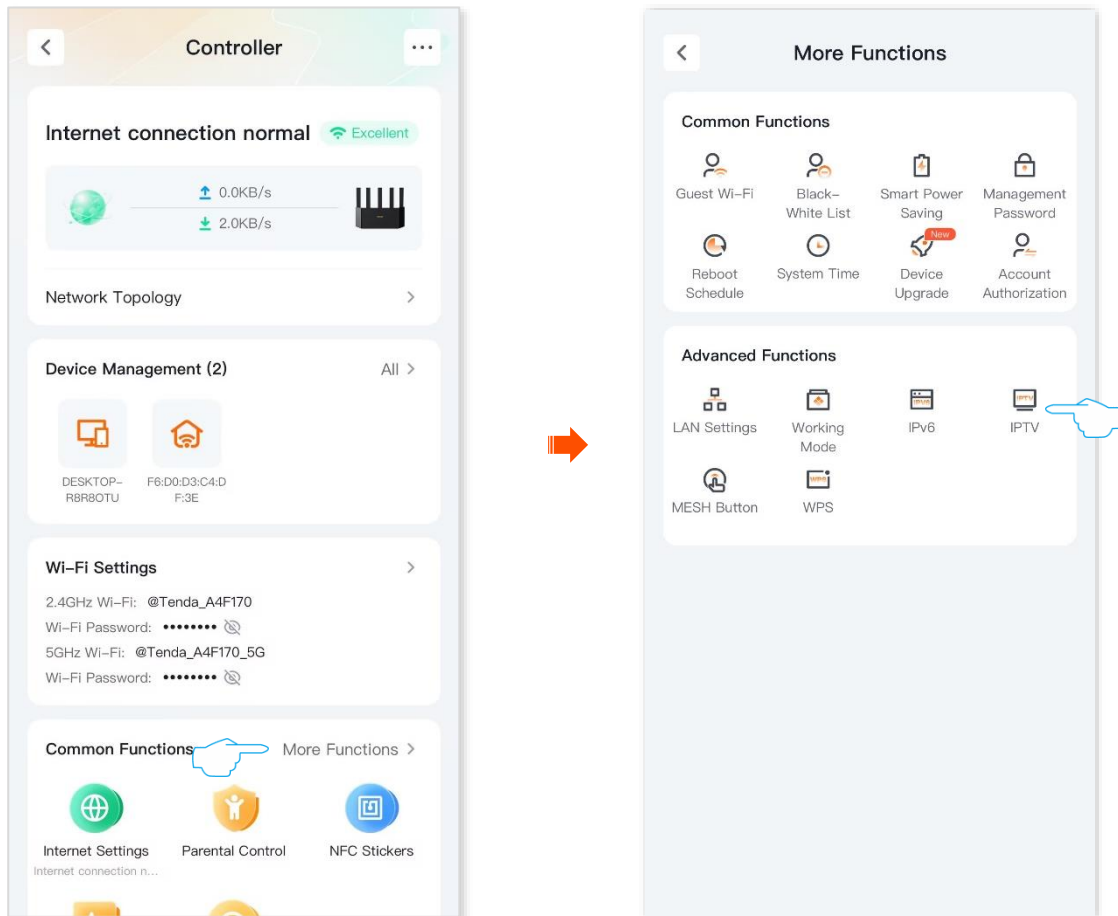 Controller
Internet connection normal Excellent
0.0KB/s
2.0KB/s
Network Topology
Device Management (2) All
DESKTOP-
R8R8OTU
F6:D0:D3:C4:D
F:3E
Wi-Fi Settings
2.4GHz Wi-Fi: @Tenda_A4F170
Wi-Fi Password: ••••••••
5GHz Wi-Fi: @Tenda_A4F170_5G
Wi-Fi Password: ••••••••
Common Functions More Functions
Internet Settings
Internet connection n...
Parental Control
NFC Stickers
More Functions
Common Functions
Guest Wi-Fi
Black-
White List
Smart Power
Saving
Management
Password
Reboot
Schedule
System Time
New
Device
Upgrade
Account
Authorization
Advanced Functions
LAN Settings
Working
Mode
IPV6
IPv6
IPTV
IPTV
MESH Button
WPS
WPS